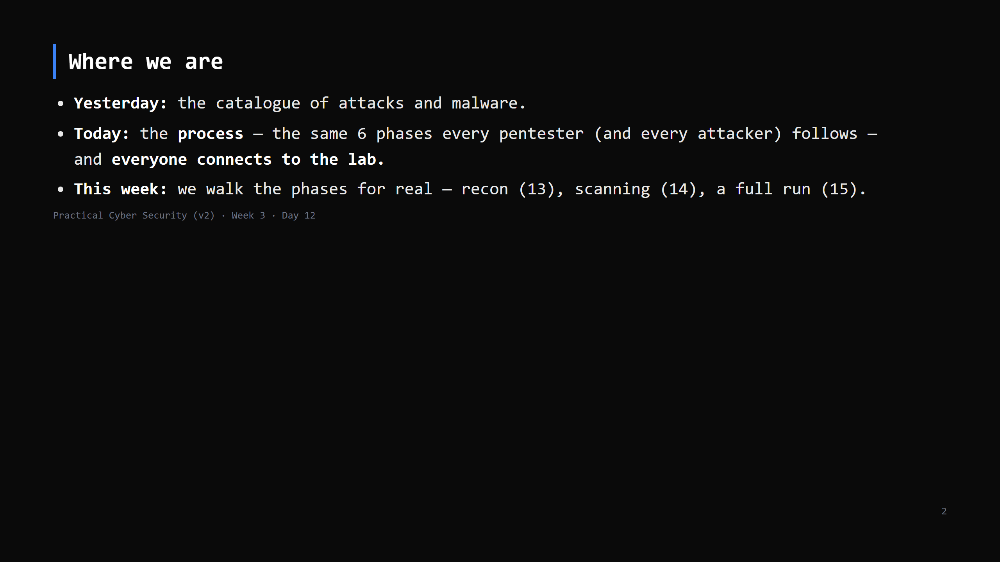 Where we are
• Yesterday: the catalogue of attacks and malware.
• Today: the process — the same 6 phases every pentester (and every attacker) follows —
and everyone connects to the lab.
• This week: we walk the phases for real — recon (13), scanning (14), a full run (15).
Practical Cyber Security (v2) · Week 3 · Day 12
2